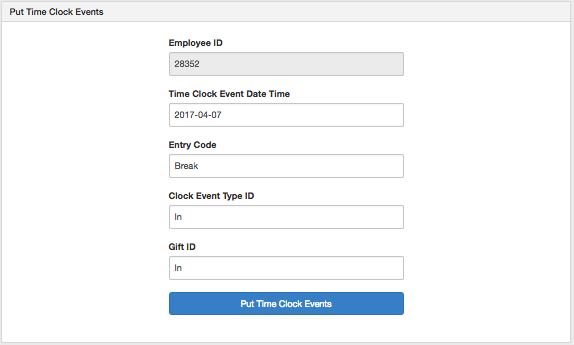 Put Time Clock Events
Employee ID
28352
Time Clock Event Date Time
2017-04-07
Entry Code
Break
Clock Event Type ID
In
Gift ID
In
Put Time Clock Events